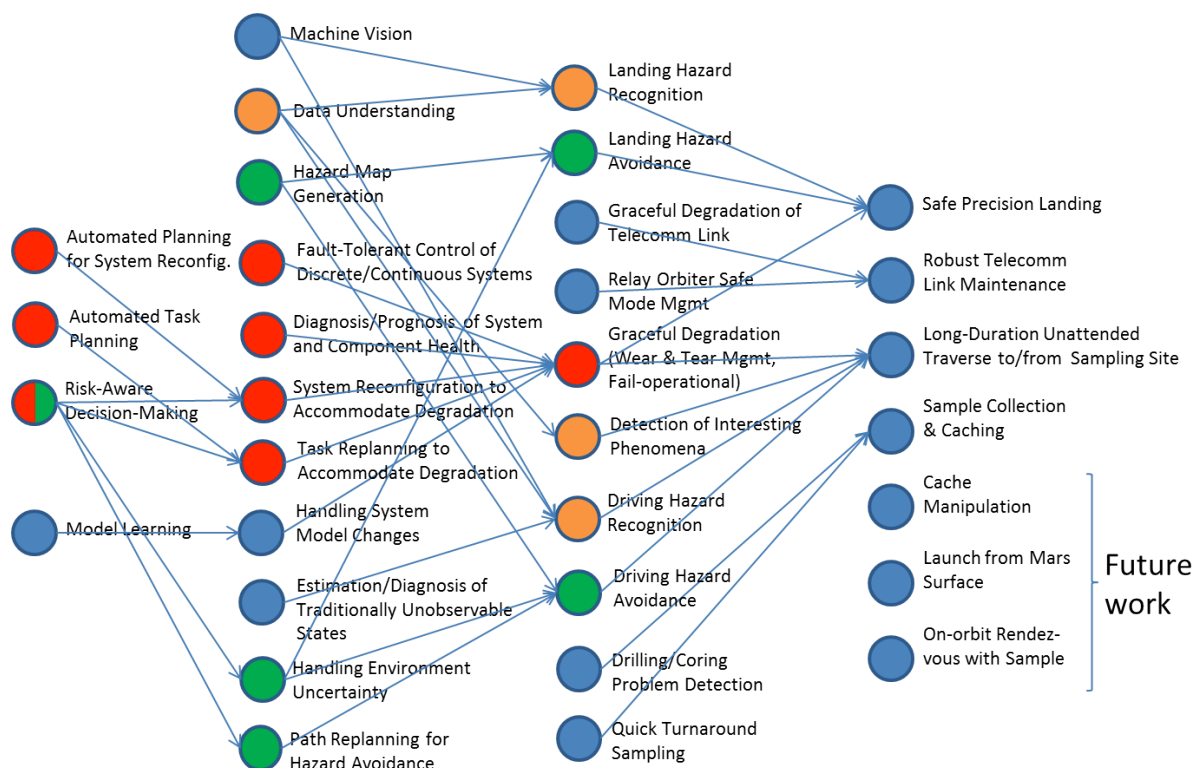 Automated Planning
for System Reconfig.
Automated Task
Planning
Risk-Aware
Decision-Making
Model Learning
Machine Vision
Data Understanding
Hazard Map
Generation
Fault-Tolerant Control of
Discrete/Continuous Systems
Diagnosis/Prognosis of System
and Component Health
System Reconfiguration to
Accommodate Degradation
Task Replanning to
Accommodate Degradation
Handling System
Model Changes
Estimation/Diagnosis of
Traditionally Unobservable
States
Handling Environment
Uncertainty
Path Replanning for
Hazard Avoidance
Landing Hazard
Recognition
Landing Hazard
Avoidance
Graceful Degradation of
Telecomm Link
Relay Orbiter Safe
Mode Mgmt
Graceful Degradation
(Wear & Tear Mgmt,
Fail-operational)
Detection of Interesting
Phenomena
Driving Hazard
Recognition
Driving Hazard
Avoidance
Drilling/Coring
Problem Detection
Quick Turnaround
Sampling
Safe Precision Landing
Robust Telecomm
Link Maintenance
Long-Duration Unattended
Traverse to/from Sampling Site
Sample Collection
& Caching
Cache
Manipulation
Launch from Mars
Surface
On-orbit Rendez-
vous with Sample
Future
work